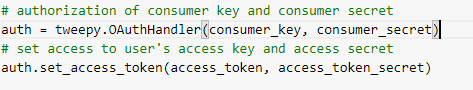 # authorization of consumer key and consumer secret
auth = tweepy.OAuthHandler(consumer_key, consumer_secret)
# set access to user's access key and access secret
auth.set_access_token(access_token, access_token_secret)